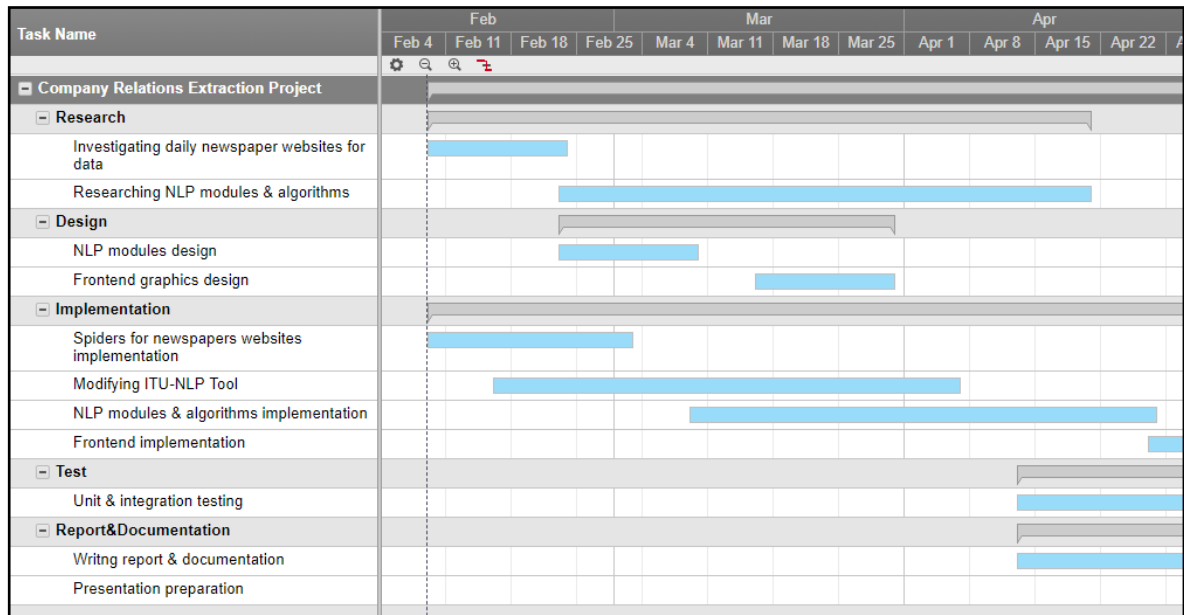 Task Name
Feb Mar Apr
Feb 4 Feb 11 Feb 18 Feb 25 Mar 4 Mar 11 Mar 18 Mar 25 Apr 1 Apr 8 Apr 15 Apr 22
Company Relations Extraction Project
Research
Investigating daily newspaper websites for
data
Researching NLP modules & algorithms
Design
NLP modules design
Frontend graphics design
Implementation
Spiders for newspapers websites
implementation
Modifying ITU-NLP Tool
NLP modules & algorithms implementation
Frontend implementation
Test
Unit & integration testing
Report&Documentation
Writng report & documentation
Presentation preparation